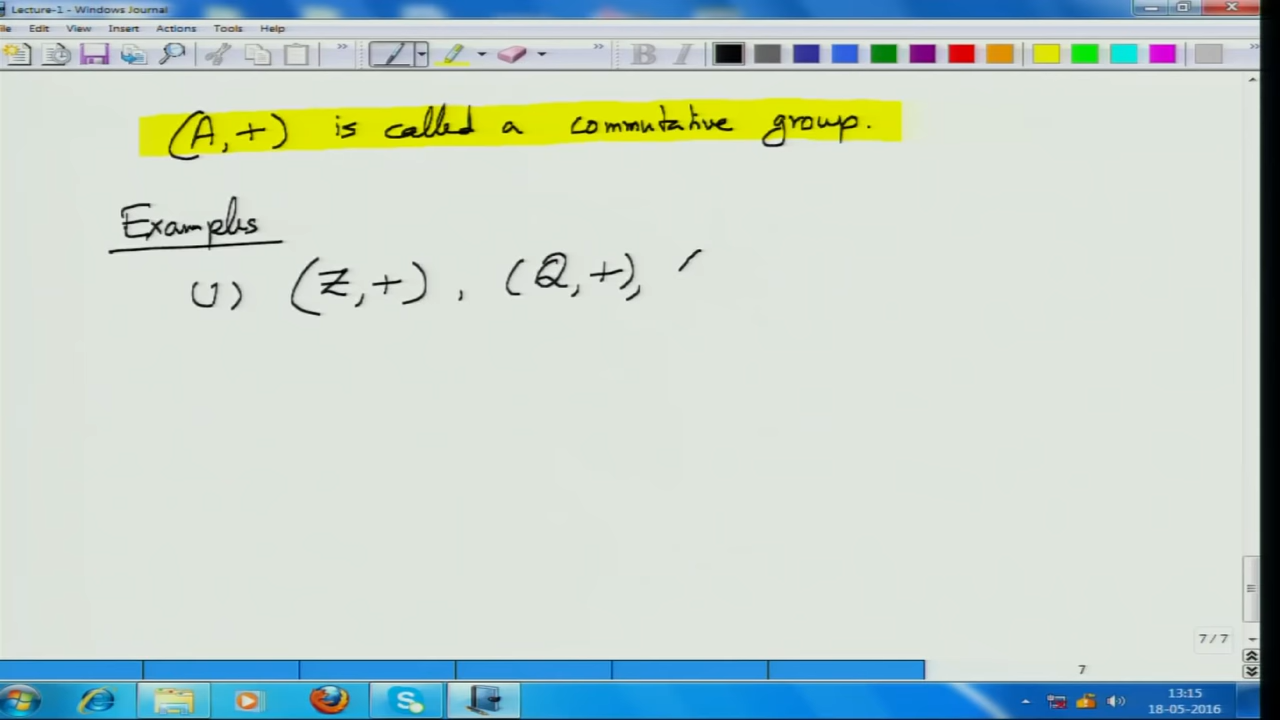 Lecture-1 - Windows Journal
Edit View Insert Actions Tools Help
B I
(A,+) is called a commutative group.
Examples
(1) (Z,+), (Q,+), (
7 / 7
7
13:15
18-05-2016